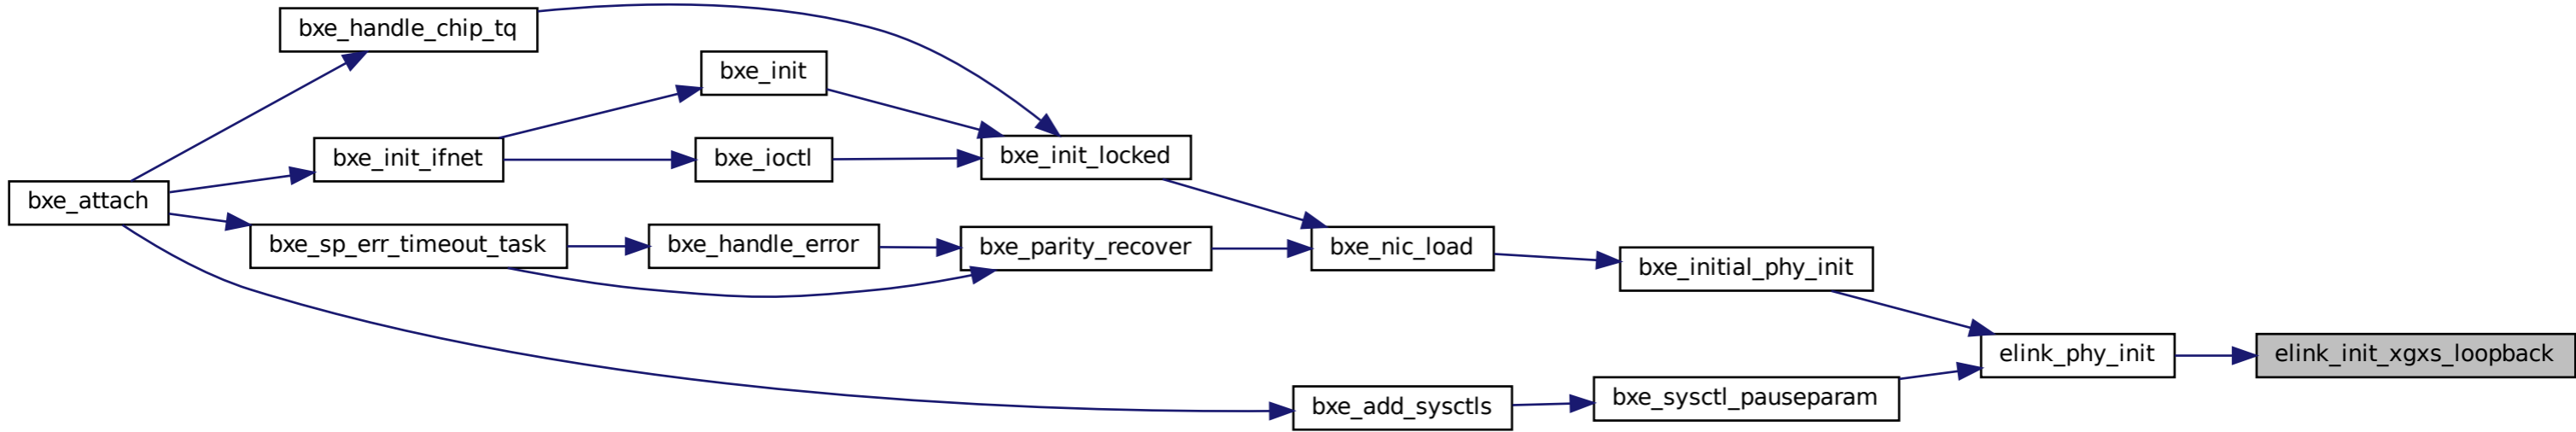 bxe_handle_chip_tq
bxe_init
bxe_init_ifnet
bxe_ioctl
bxe_init_locked
bxe_attach
bxe_sp_err_timeout_task
bxe_handle_error
bxe_parity_recover
bxe_nic_load
bxe_initial_phy_init
elink_phy_init
elink_init_xgxs_loopback
bxe_add_sysctls
bxe_sysctl_pauseparam